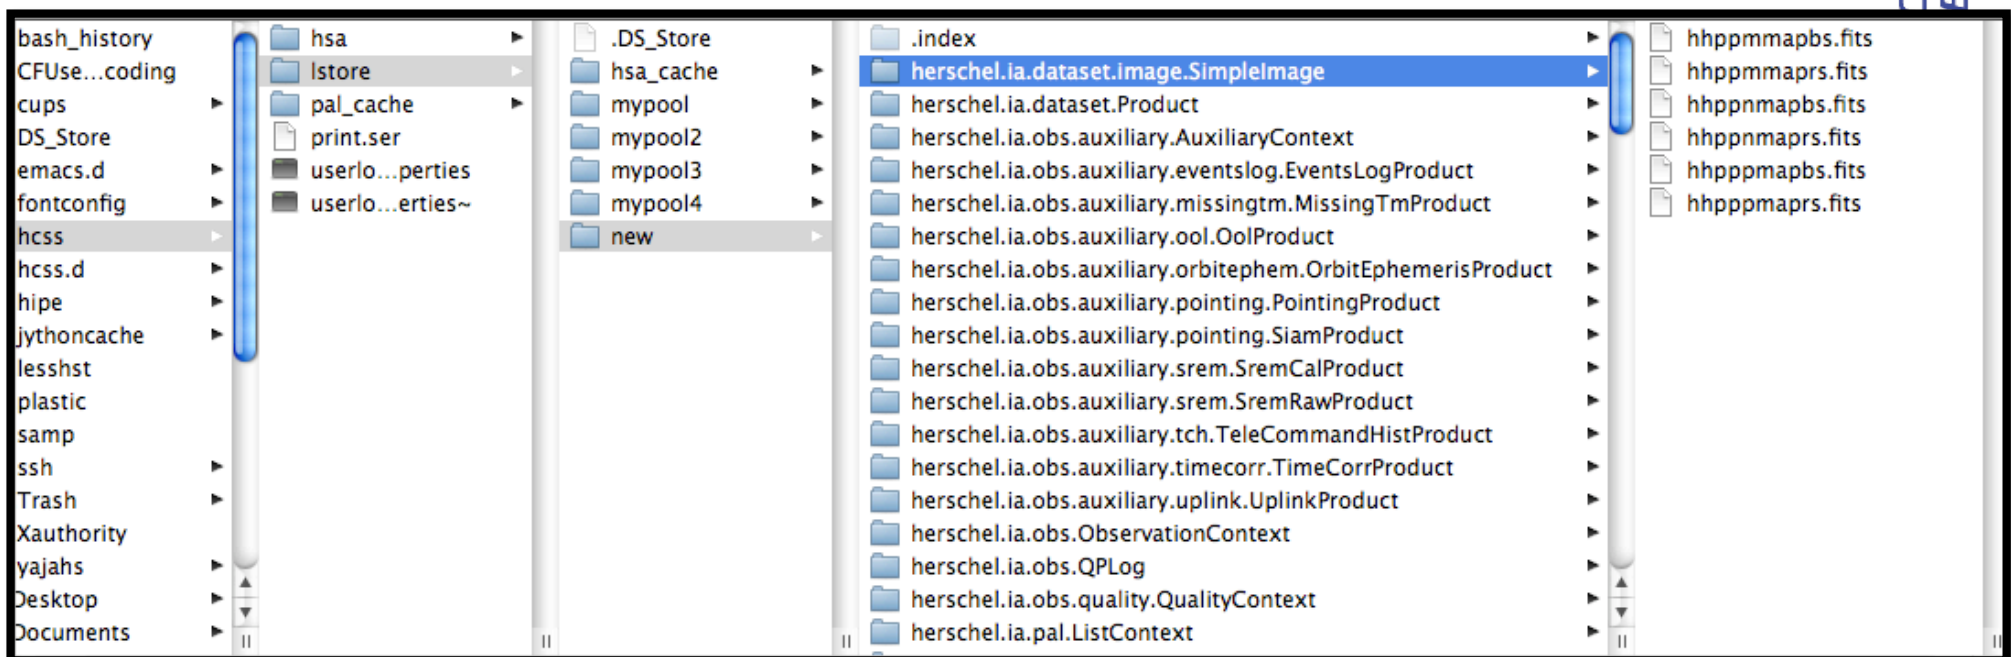 bash_history
CFUse...coding
cups
DS_Store
emacs.d
fontconfig
hcss
hcss.d
hipe
jythoncache
lesshst
plastic
samp
ssh
Trash
Xauthority
yajahs
Desktop
Documents
hsa
lstore
pal_cache
print.ser
userlo...perties
userlo...erties~
.DS_Store
hsa_cache
mypool
mypool2
mypool3
mypool4
new
.index
herschel.ia.dataset.image.SimpleImage
herschel.ia.dataset.Product
herschel.ia.obs.auxiliary.AuxiliaryContext
herschel.ia.obs.auxiliary.eventslog.EventsLogProduct
herschel.ia.obs.auxiliary.missingtm.MissingTmProduct
herschel.ia.obs.auxiliary.ool.OolProduct
herschel.ia.obs.auxiliary.orbitephem.OrbitEphemerisProduct
herschel.ia.obs.auxiliary.pointing.PointingProduct
herschel.ia.obs.auxiliary.pointing.SiamProduct
herschel.ia.obs.auxiliary.srem.SremCalProduct
herschel.ia.obs.auxiliary.srem.SremRawProduct
herschel.ia.obs.auxiliary.tch.TeleCommandHistProduct
herschel.ia.obs.auxiliary.timecorr.TimeCorrProduct
herschel.ia.obs.auxiliary.uplink.UplinkProduct
herschel.ia.obs.ObservationContext
herschel.ia.obs.QPLog
herschel.ia.obs.quality.QualityContext
herschel.ia.pal.ListContext
hhppmmapbs.fits
hhppmmaprs.fits
hhppnmapbs.fits
hhppnmaprs.fits
hhpppmapbs.fits
hhpppmaprs.fits